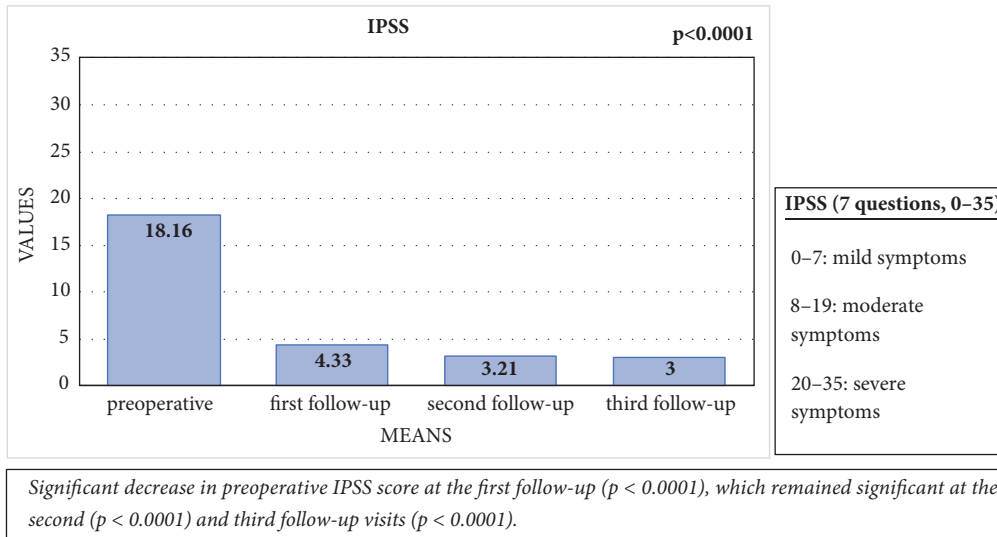 IPSS
p<0.0001
35
30
25
20
15
10
5
0
VALUES
18.16
4.33
3.21
3
preoperative
first follow-up
second follow-up
third follow-up
MEANS
IPSS (7 questions, 0–35)
0–7: mild symptoms
8–19: moderate
symptoms
20–35: severe
symptoms
Significant decrease in preoperative IPSS score at the first follow-up (p < 0.0001), which remained significant at the
second (p < 0.0001) and third follow-up visits (p < 0.0001).